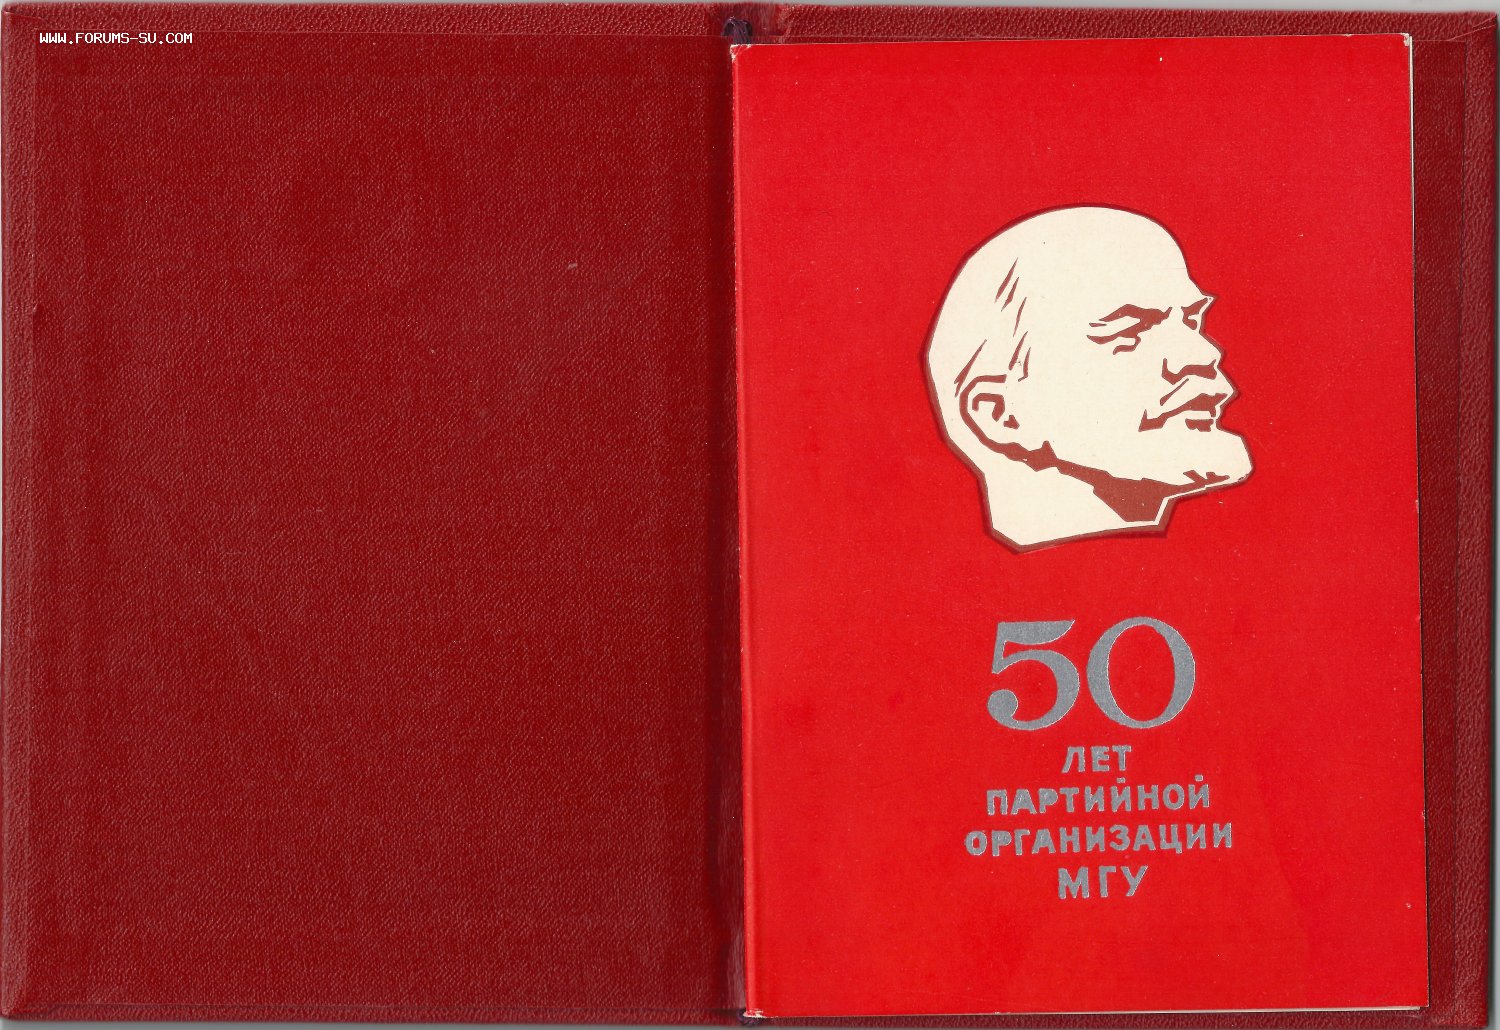 WWW.FORUMS-SU.COM
50
ЛЕТ
ПАРТИЙНОЙ
ОРГАНИЗАЦИИ
МГУ